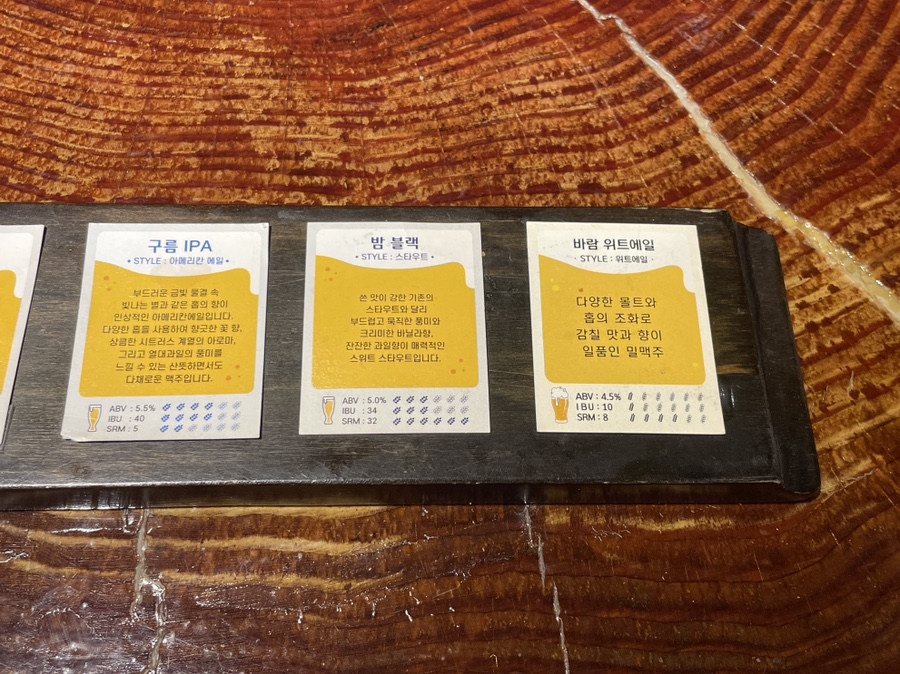 구름 IPA
• STYLE : 아메리칸 에일 •
부드러운 금빛 물결 속
빛나는 별과 같은 홉의 향이
인상적인 아메리칸에일입니다.
다양한 홉을 사용하여 향긋한 꽃 향,
상큼한 시트러스 계열의 아로마,
그리고 열대과일의 풍미를
느낄 수 있는 산뜻하면서도
다채로운 맥주입니다.
ABV : 5.5%
IBU : 40
SRM : 5
밤 블랙
• STYLE : 스타우트 •
쓴 맛이 강한 기존의
스타우트와 달리
부드럽고 묵직한 풍미와
크리미한 바닐라향,
잔잔한 과일향이 매력적인
스위트 스타우트입니다.
ABV : 5.0%
IBU : 34
SRM : 32
바람 위트에일
· STYLE : 위트에일 ·
다양한 몰트와
홉의 조화로
감칠 맛과 향이
일품인 밀맥주
ABV : 4.5%
IBU : 10
SRM : 8